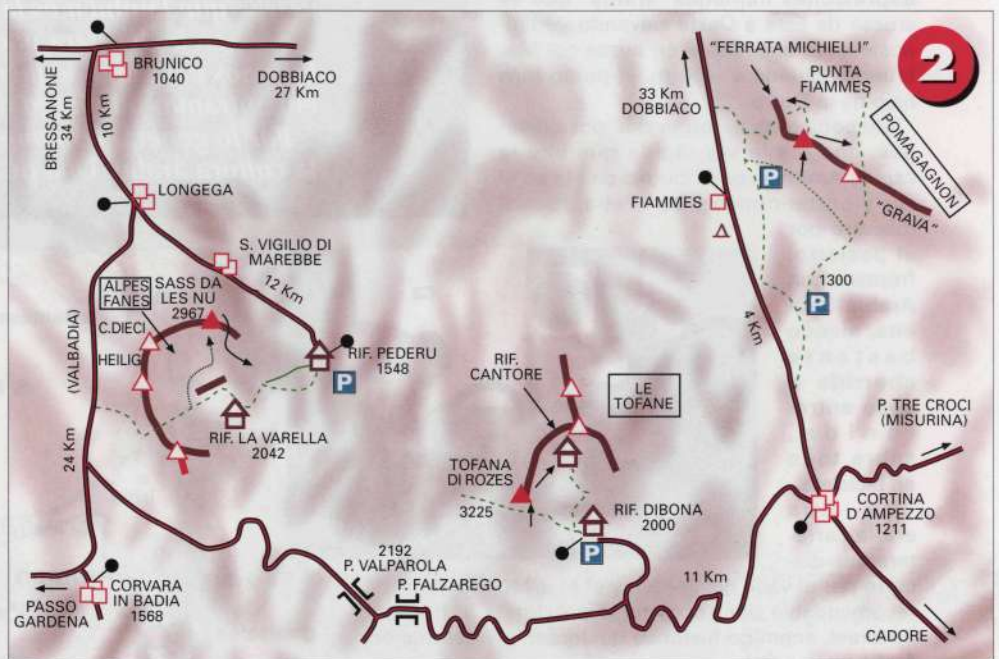 BRUNICO
1040
DOBBIACO
27 Km
BRESSANONE
34 Km
10 Km
LONGEGA
S. VIGILIO DI
MAREBBE
12 Km
ALPES
FANES
SASS DA
LES NU
2967
C.DIECI
HEILIG
(VALBADIA)
24 Km
RIF. PEDERU
1548
P
RIF. LA VARELLA
2042
CORVARA
IN BADIA
1568
PASSO
GARDENA
2192
P. VALPAROLA
P. FALZAREGO
RIF.
CANTORE
LE
TOFANE
TOFANA
DI ROZES
3225
RIF. DIBONA
2000
P
11 Km
"FERRATA MICHIELLI"
2
PUNTA
FIAMMES
33 Km
DOBBIACO
POMAGAGNON
P
FIAMMES
"GRAVA"
1300
P
4 Km
P. TRE CROCI
(MISURINA)
CORTINA
D'AMPEZZO
1211
CADORE